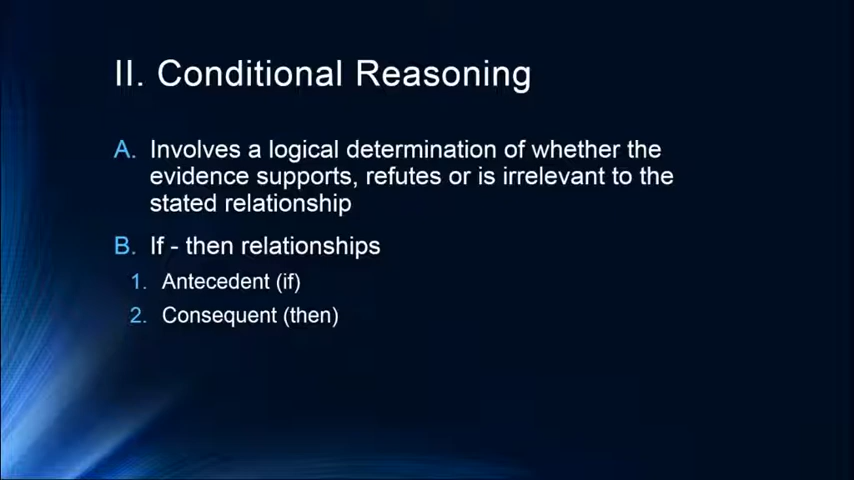 II. Conditional Reasoning
A. Involves a logical determination of whether the
evidence supports, refutes or is irrelevant to the
stated relationship
B. If - then relationships
1. Antecedent (if)
2. Consequent (then)